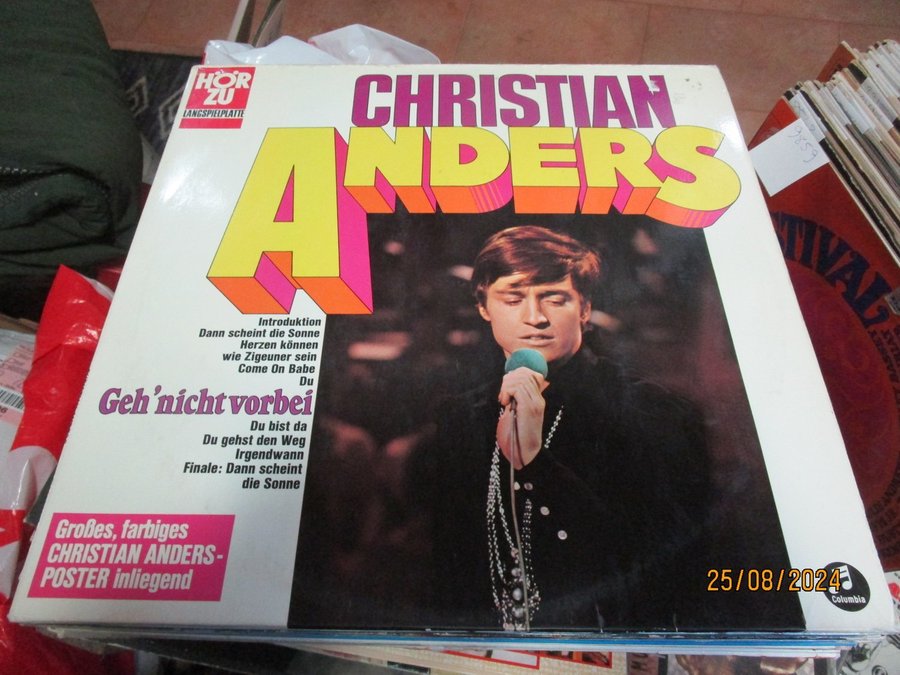 HÖR
ZU
LANGSPIELPLATTE
CHRISTIAN
ANDERS
Introduktion
Dann scheint die Sonne
Herzen können
wie Zigeuner sein
Come On Babe
Du
Geh' nicht vorbei
Du bist da
Du gehst den Weg
Irgendwann
Finale: Dann scheint
die Sonne
Großes, farbiges
CHRISTIAN ANDERS-
POSTER inliegend
Columbia
9859
TIVAL
25/08/2024